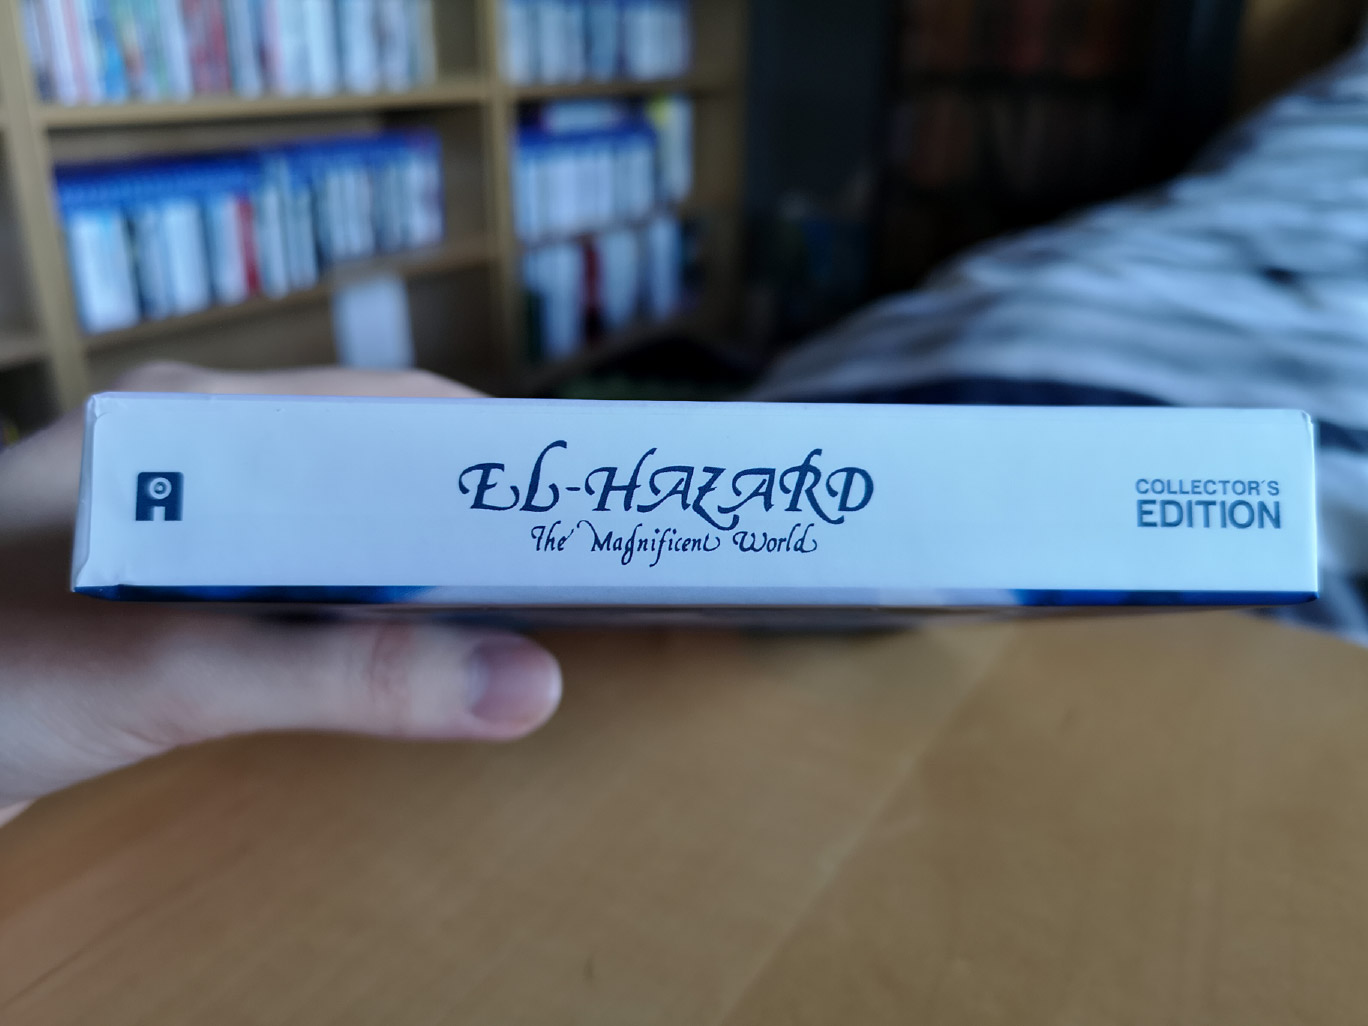 EL-HAZARD
The Magnificent World
COLLECTOR'S
EDITION